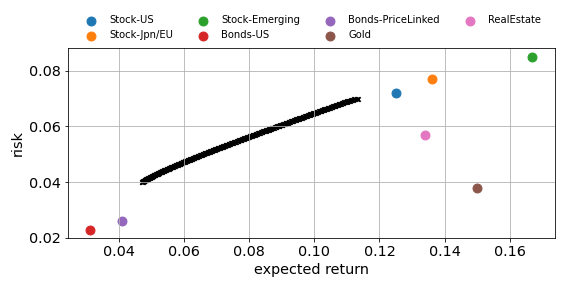 Stock-US Stock-Emerging Bonds-PriceLinked RealEstate
Stock-Jpn/EU Bonds-US Gold
0.08
0.06
risk
0.04
0.02
0.04 0.06 0.08 0.10 0.12 0.14 0.16
expected return